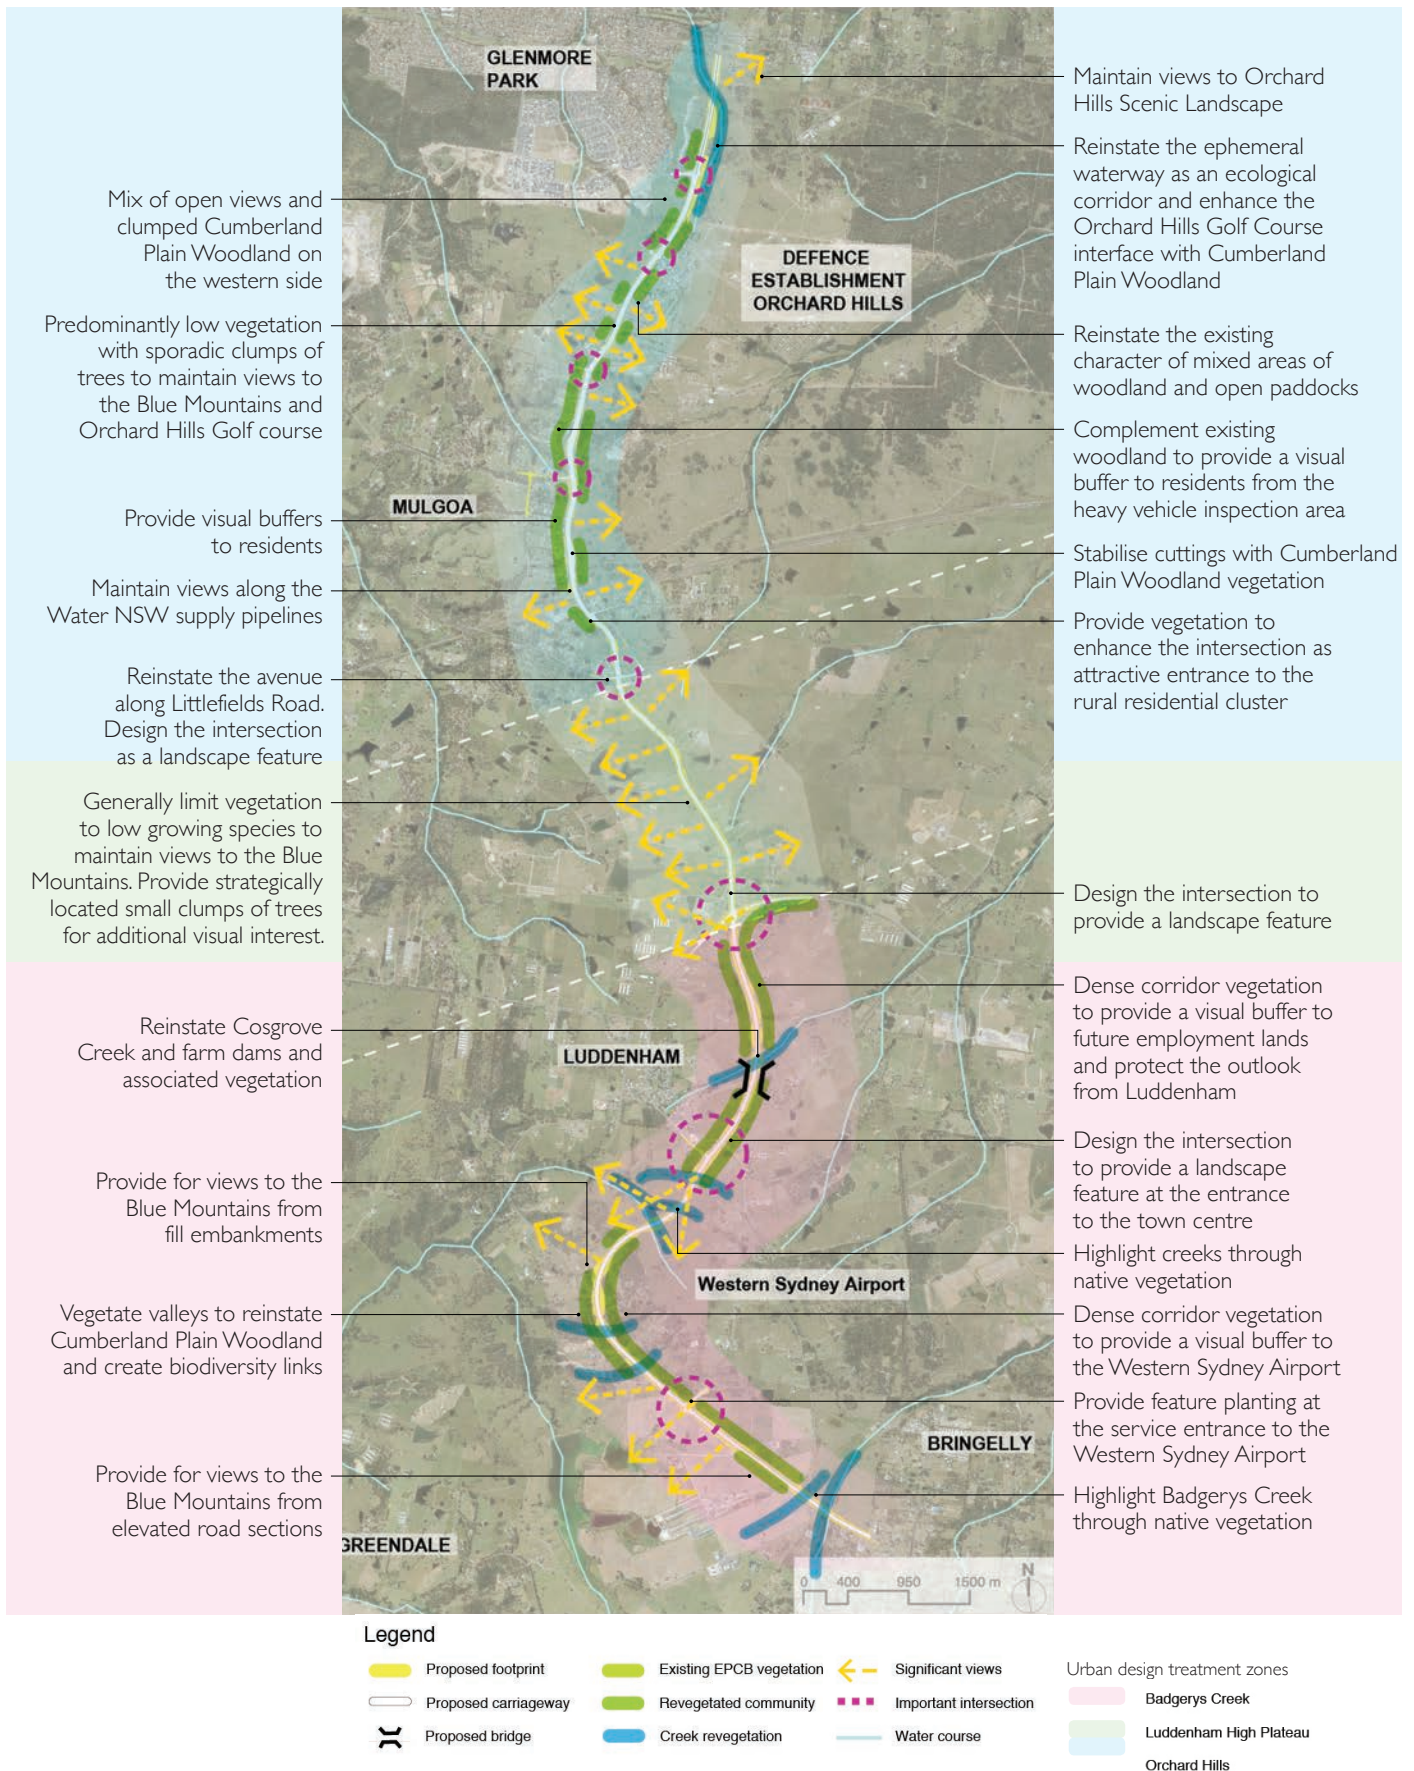 Mix of open views and
clumped Cumberland
Plain Woodland on
the western side
Predominantly low vegetation
with sporadic clumps of
trees to maintain views to
the Blue Mountains and
Orchard Hills Golf course
Provide visual buffers
to residents
Maintain views along the
Water NSW supply pipelines
Reinstate the avenue
along Littlefields Road.
Design the intersection
as a landscape feature
Generally limit vegetation
to low growing species to
maintain views to the Blue
Mountains. Provide strategically
located small clumps of trees
for additional visual interest.
Reinstate Cosgrove
Creek and farm dams and
associated vegetation
Provide for views to the
Blue Mountains from
fill embankments
Vegetate valleys to reinstate
Cumberland Plain Woodland
and create biodiversity links
Provide for views to the
Blue Mountains from
elevated road sections
GLENMORE
PARK
DEFENCE
ESTABLISHMENT
ORCHARD HILLS
MULGOA
LUDDENHAM
Western Sydney Airport
BRINGELLY
GREENDALE
0 400 950 1500 m
N
Maintain views to Orchard
Hills Scenic Landscape
Reinstate the ephemeral
waterway as an ecological
corridor and enhance the
Orchard Hills Golf Course
interface with Cumberland
Plain Woodland
Reinstate the existing
character of mixed areas of
woodland and open paddocks
Complement existing
woodland to provide a visual
buffer to residents from the
heavy vehicle inspection area
Stabilise cuttings with Cumberland
Plain Woodland vegetation
Provide vegetation to
enhance the intersection as
attractive entrance to the
rural residential cluster
Design the intersection to
provide a landscape feature
Dense corridor vegetation
to provide a visual buffer to
future employment lands
and protect the outlook
from Luddenham
Design the intersection
to provide a landscape
feature at the entrance
to the town centre
Highlight creeks through
native vegetation
Dense corridor vegetation
to provide a visual buffer to
the Western Sydney Airport
Provide feature planting at
the service entrance to the
Western Sydney Airport
Highlight Badgerys Creek
through native vegetation
Legend
Proposed footprint
Proposed carriageway
Proposed bridge
Existing EPCB vegetation
Revegetated community
Creek revegetation
Significant views
Important intersection
Water course
Urban design treatment zones
Badgerys Creek
Luddenham High Plateau
Orchard Hills